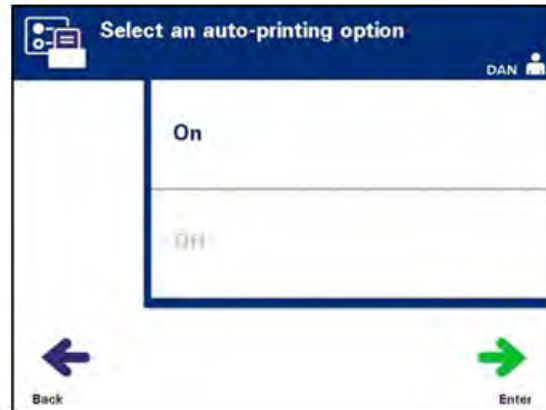 Select an auto-printing option
DAN
On
Off
Back
Enter